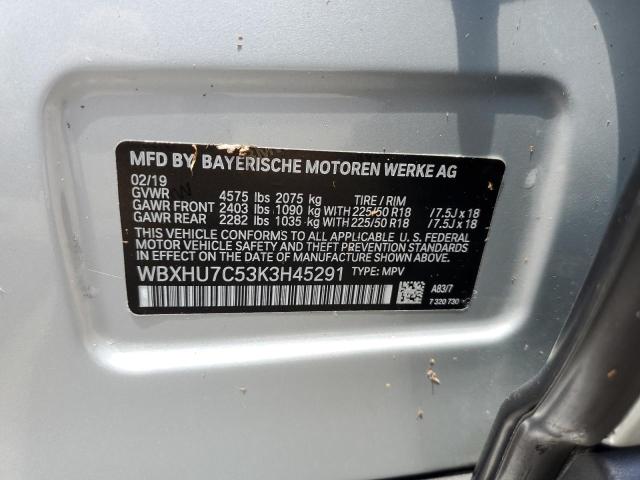 MFD BY BAYERISCHE MOTOREN WERKE AG
02/19
GVWR 4575 lbs 2075 kg TIRE / RIM
GAWR FRONT 2403 lbs 1090 kg WITH 225/50 R18 /7.5J x 18
GAWR REAR 2282 lbs 1035 kg WITH 225/50 R18 /7.5J x 18
THIS VEHICLE CONFORMS TO ALL APPLICABLE
U.S. FEDERAL SAFETY AND THEFT PREVENTION STANDARDS
IN EFFECT ON THE DATE OF MANUFACTURE SHOWN ABOVE.
WBXHU7C53K3H45291 TYPE: MPV
A83/7
7 320 730